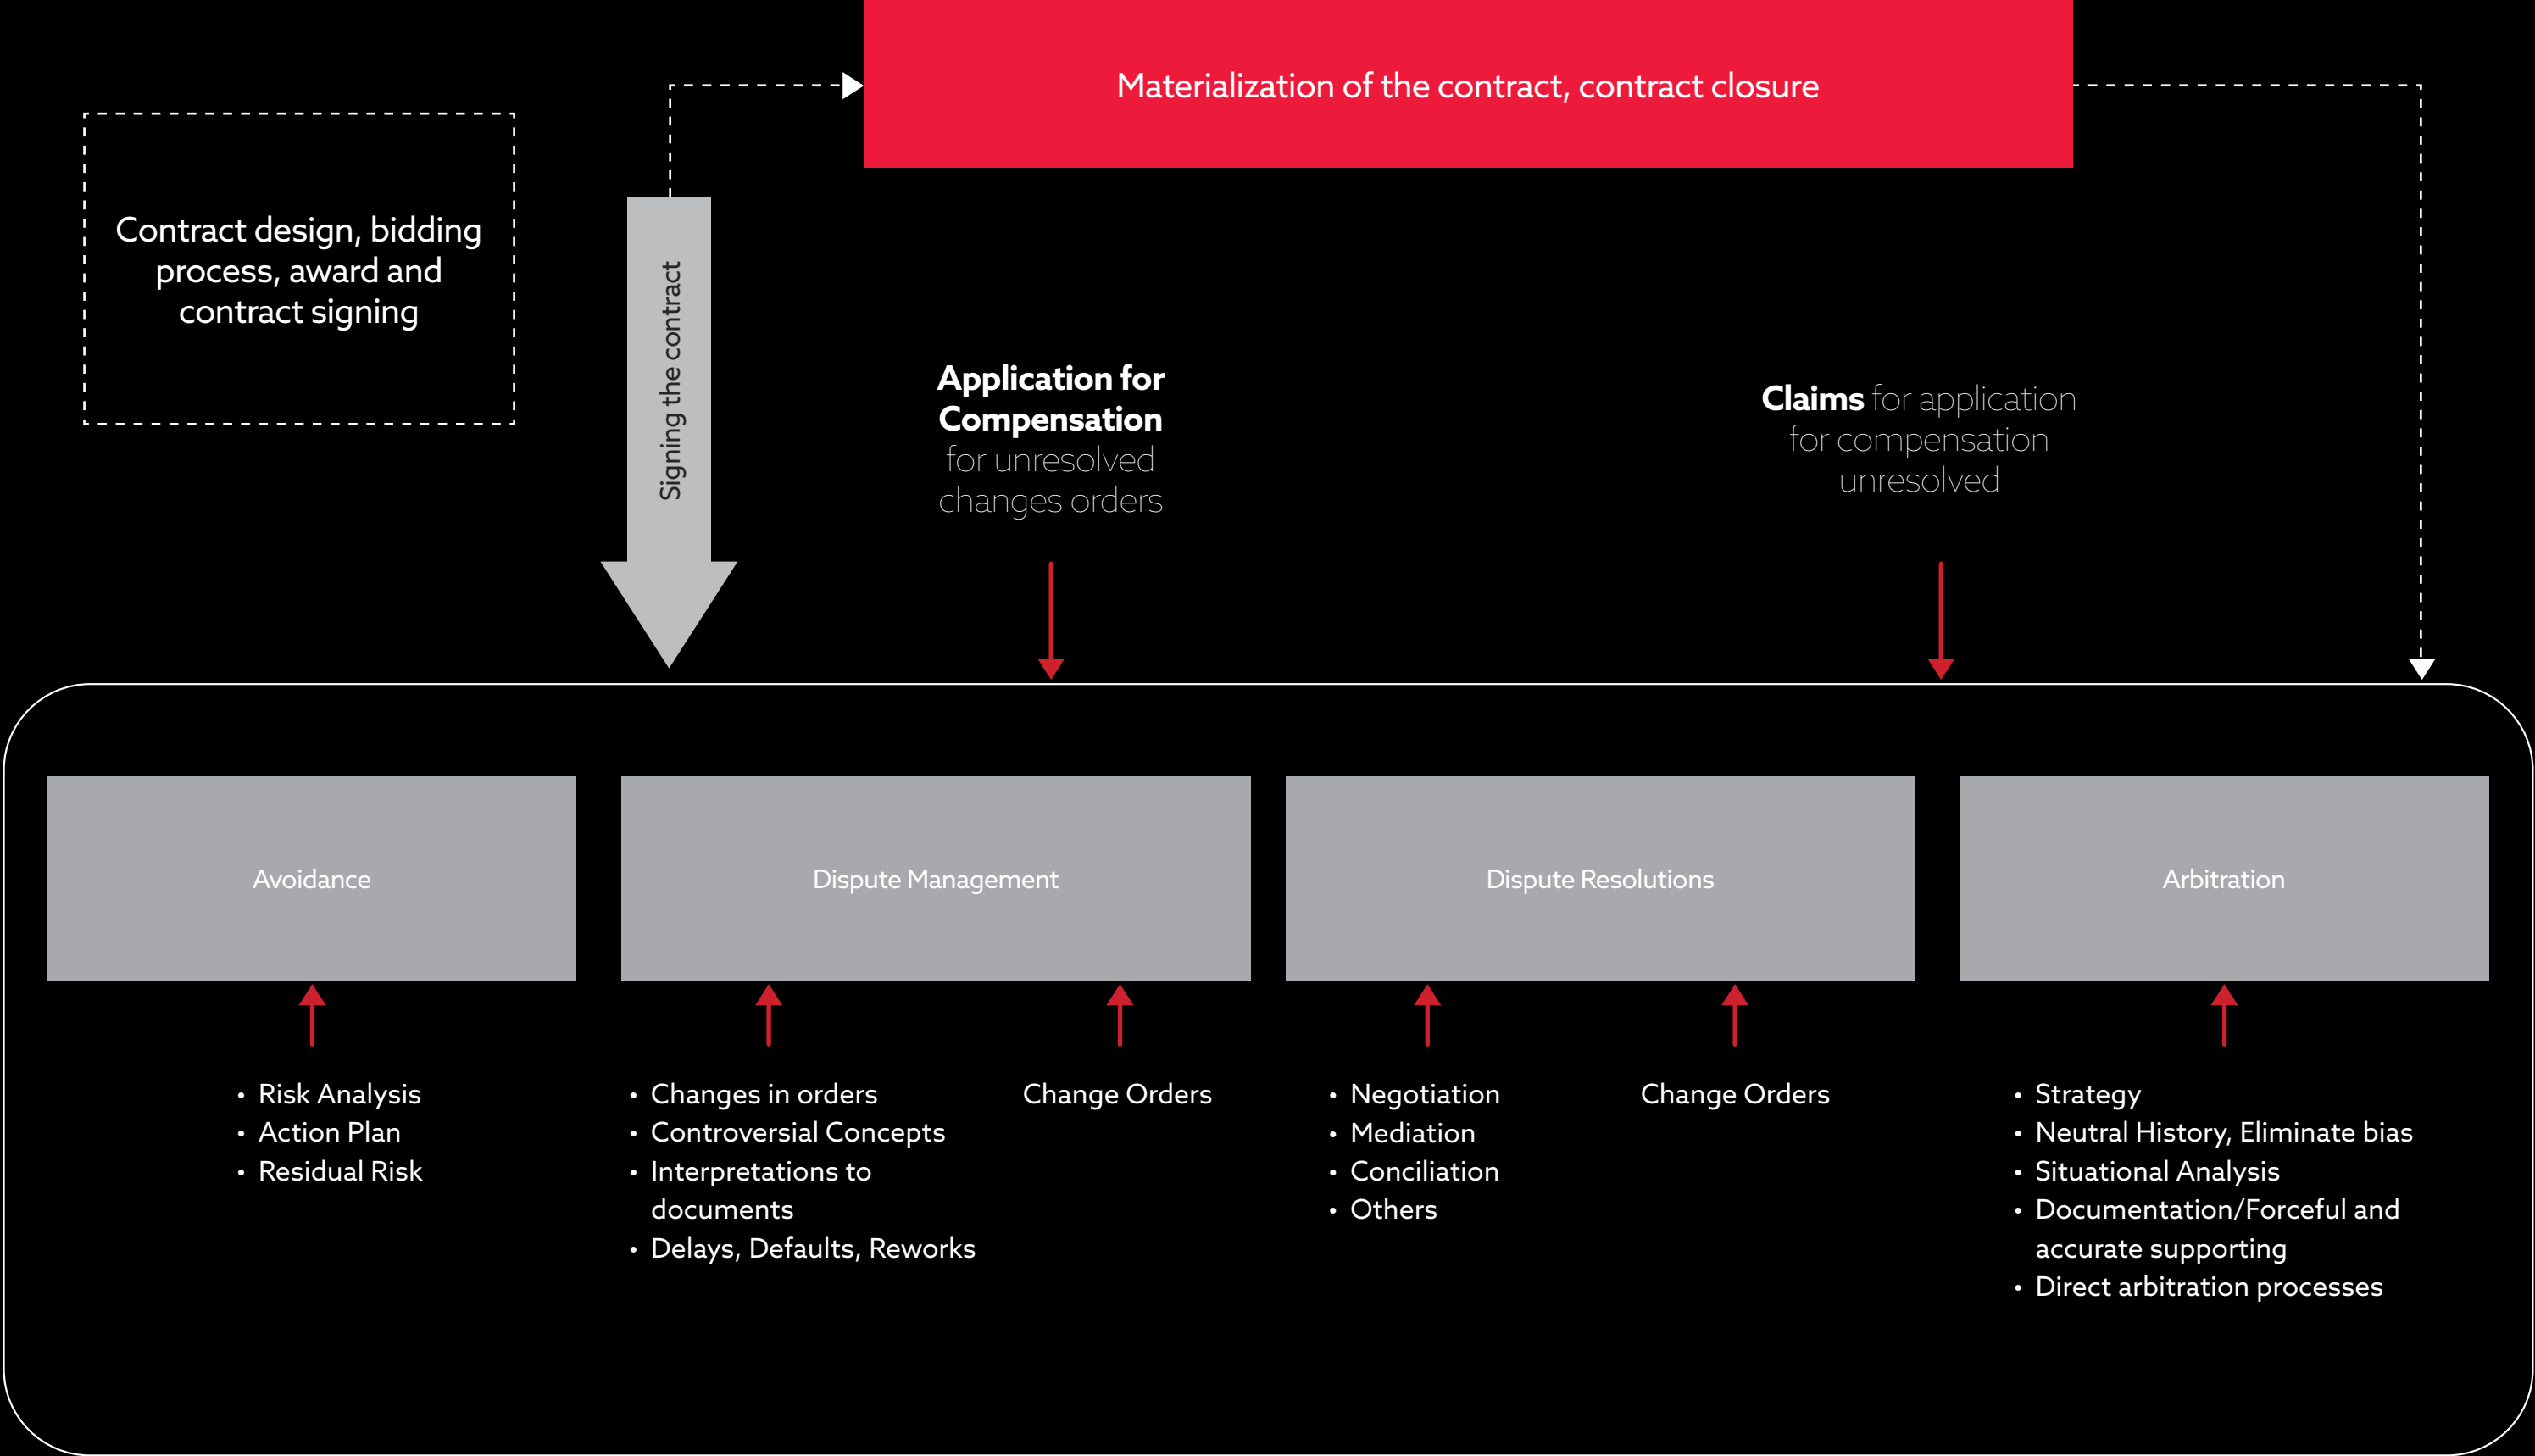 Materialization of the contract, contract closure
Contract design, bidding
process, award and
contract signing
Signing the contract
Application for
Compensation
for unresolved
changes orders
Claims for application
for compensation
unresolved
Avoidance
Dispute Management
Dispute Resolutions
Arbitration
• Risk Analysis
• Action Plan
• Residual Risk
• Changes in orders
• Controversial Concepts
• Interpretations to
documents
• Delays, Defaults, Reworks
Change Orders
• Negotiation
• Mediation
• Conciliation
• Others
Change Orders
• Strategy
• Neutral History, Eliminate bias
• Situational Analysis
• Documentation/Forceful and
accurate supporting
• Direct arbitration processes